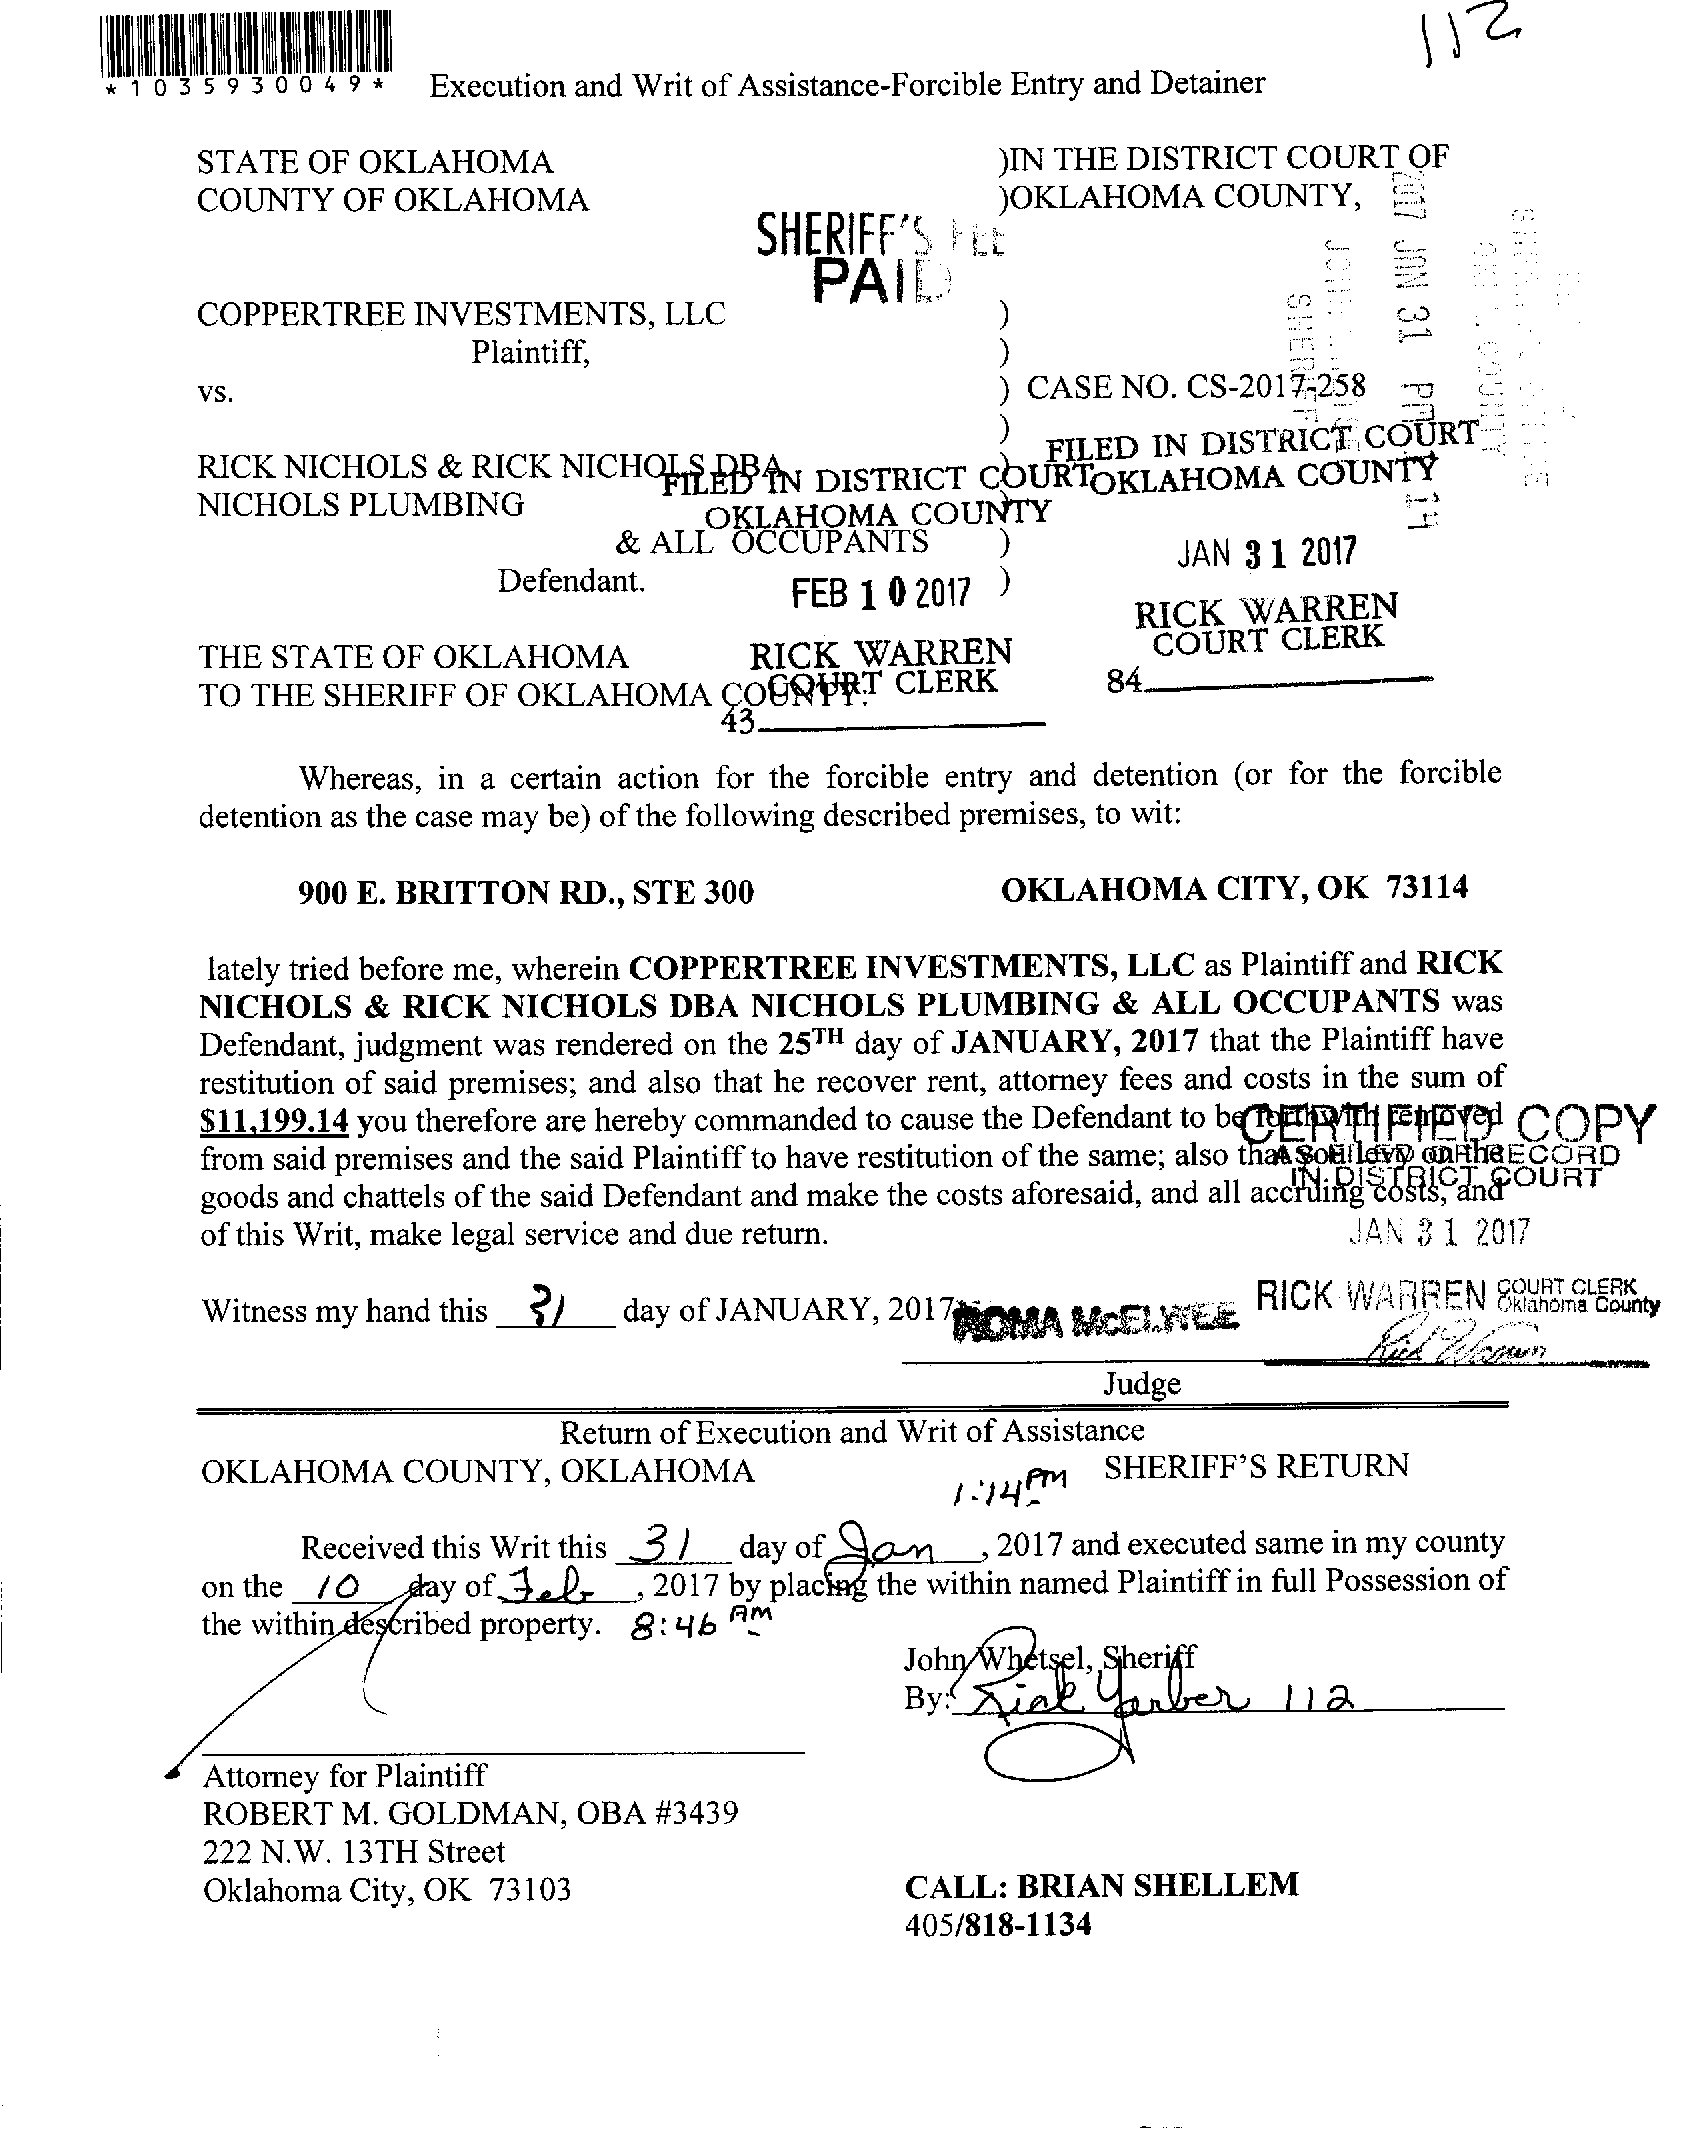 112
*1035930049*
Execution and Writ of Assistance-Forcible Entry and Detainer
STATE OF OKLAHOMA )IN THE DISTRICT COURT OF
COUNTY OF OKLAHOMA )OKLAHOMA COUNTY,
SHERIFF'S FEE
PAID
2017 JAN 31 P
COPPERTREE INVESTMENTS, LLC )
Plaintiff, )
vs. ) CASE NO. CS-2017-258
)
FILED IN DISTRICT COURT
OKLAHOMA COUNTY
JAN 31 2017
RICK WARREN
COURT CLERK
84
RICK NICHOLS & RICK NICHOLS DBA
NICHOLS PLUMBING
& ALL OCCUPANTS )
Defendant. )
FILED IN DISTRICT COURT
OKLAHOMA COUNTY
FEB 10 2017
RICK WARREN
COURT CLERK
43
THE STATE OF OKLAHOMA
TO THE SHERIFF OF OKLAHOMA COUNTY:
Whereas, in a certain action for the forcible entry and detention (or for the forcible
detention as the case may be) of the following described premises, to wit:
900 E. BRITTON RD., STE 300 OKLAHOMA CITY, OK 73114
lately tried before me, wherein COPPERTREE INVESTMENTS, LLC as Plaintiff and RICK
NICHOLS & RICK NICHOLS DBA NICHOLS PLUMBING & ALL OCCUPANTS was
Defendant, judgment was rendered on the 25TH day of JANUARY, 2017 that the Plaintiff have
restitution of said premises; and also that he recover rent, attorney fees and costs in the sum of
$11,199.14 you therefore are hereby commanded to cause the Defendant to be forthwith removed
from said premises and the said Plaintiff to have restitution of the same; also that you levy on the
goods and chattels of the said Defendant and make the costs aforesaid, and all accruing costs, and
of this Writ, make legal service and due return.
CERTIFIED COPY
AS FILED OF RECORD
IN DISTRICT COURT
JAN 31 2017
RICK WARREN COURT CLERK
Oklahoma County
Rick Warren
Witness my hand this 31 day of JANUARY, 2017
ROMA McELWEE
Judge
Return of Execution and Writ of Assistance
OKLAHOMA COUNTY, OKLAHOMA SHERIFF'S RETURN
1:14 PM
Received this Writ this 31 day of Jan, 2017 and executed same in my county
on the 10 day of Feb, 2017 by placing the within named Plaintiff in full Possession of
the within described property. 8:46 AM
John Whetsel, Sheriff
By: Rick Yarber 112
Attorney for Plaintiff
ROBERT M. GOLDMAN, OBA #3439
222 N.W. 13TH Street
Oklahoma City, OK 73103
CALL: BRIAN SHELLEM
405/818-1134